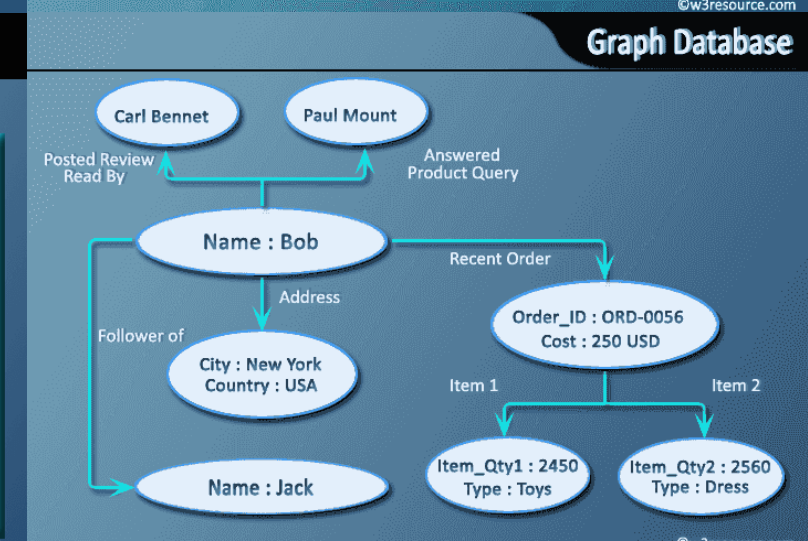 ©w3resource.com
Graph Database
Carl Bennet
Paul Mount
Posted Review
Read By
Answered
Product Query
Name : Bob
Recent Order
Address
Order_ID : ORD-0056
Cost : 250 USD
Follower of
City : New York
Country : USA
Item 1
Item 2
Item_Qty1 : 2450
Type : Toys
Item_Qty2 : 2560
Type : Dress
Name : Jack